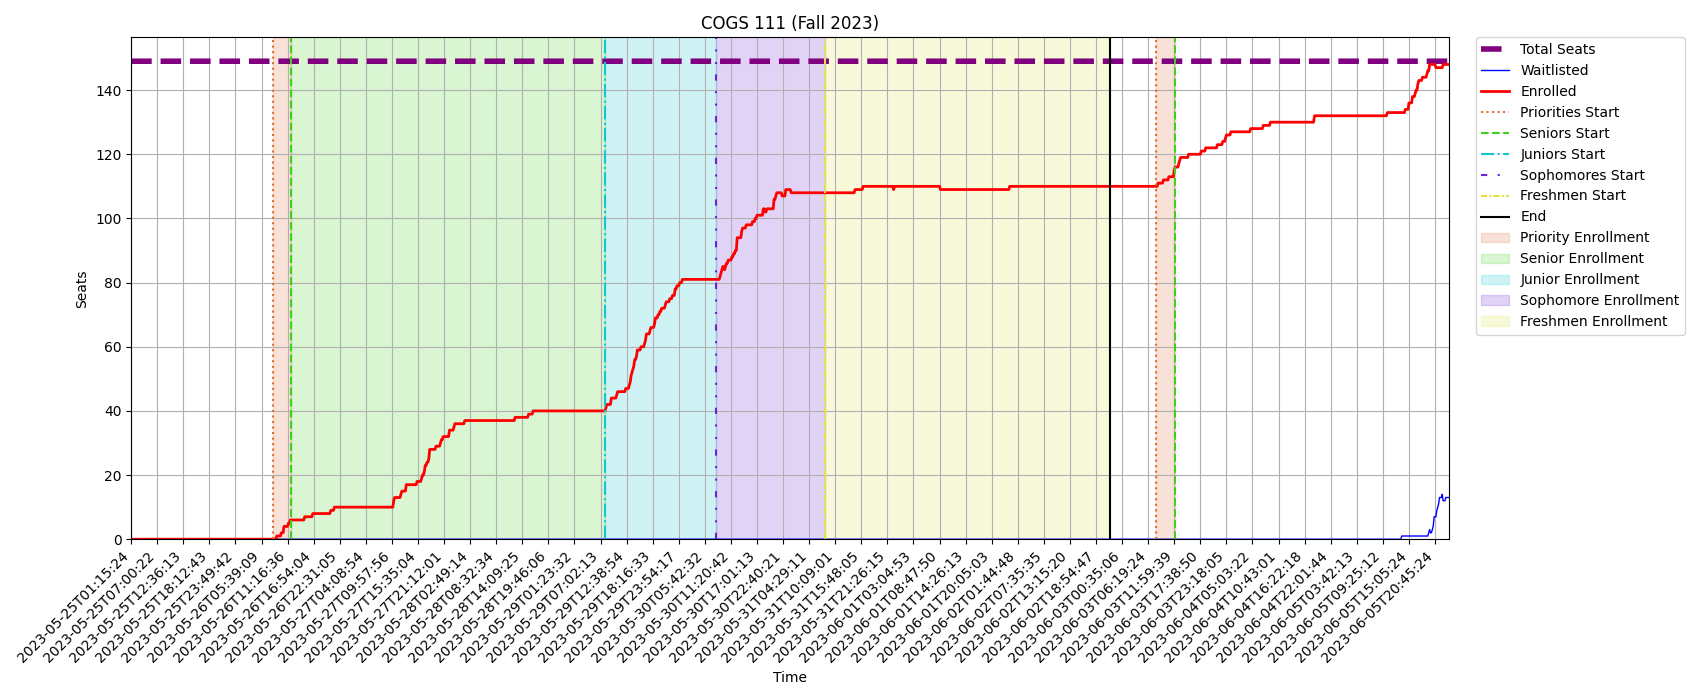 COGS 111 (Fall 2023)
Seats
140
120
100
80
60
40
20
0
2023-05-25T01:15:24
2023-05-25T07:00:22
2023-05-25T12:36:13
2023-05-25T18:12:43
2023-05-25T23:49:42
2023-05-26T05:39:09
2023-05-26T11:16:36
2023-05-26T16:54:04
2023-05-26T22:31:05
2023-05-27T04:08:54
2023-05-27T09:57:56
2023-05-27T15:35:04
2023-05-27T21:12:01
2023-05-28T02:49:14
2023-05-28T08:32:34
2023-05-28T14:09:25
2023-05-28T19:46:06
2023-05-29T01:23:32
2023-05-29T07:02:13
2023-05-29T12:38:54
2023-05-29T18:16:33
2023-05-29T23:54:17
2023-05-30T05:42:32
2023-05-30T11:20:42
2023-05-30T17:01:13
2023-05-30T22:40:21
2023-05-31T04:29:11
2023-05-31T10:09:01
2023-05-31T15:48:05
2023-05-31T21:26:15
2023-06-01T03:04:53
2023-06-01T08:47:50
2023-06-01T14:26:13
2023-06-01T20:05:03
2023-06-02T01:44:48
2023-06-02T07:35:35
2023-06-02T13:15:20
2023-06-02T18:54:47
2023-06-03T00:35:06
2023-06-03T06:19:24
2023-06-03T11:59:39
2023-06-03T17:38:50
2023-06-03T23:18:05
2023-06-04T05:03:22
2023-06-04T10:43:01
2023-06-04T16:22:18
2023-06-04T22:01:44
2023-06-05T03:42:13
2023-06-05T09:25:12
2023-06-05T15:05:24
2023-06-05T20:45:24
Time
Total Seats
Waitlisted
Enrolled
Priorities Start
Seniors Start
Juniors Start
Sophomores Start
Freshmen Start
End
Priority Enrollment
Senior Enrollment
Junior Enrollment
Sophomore Enrollment
Freshmen Enrollment